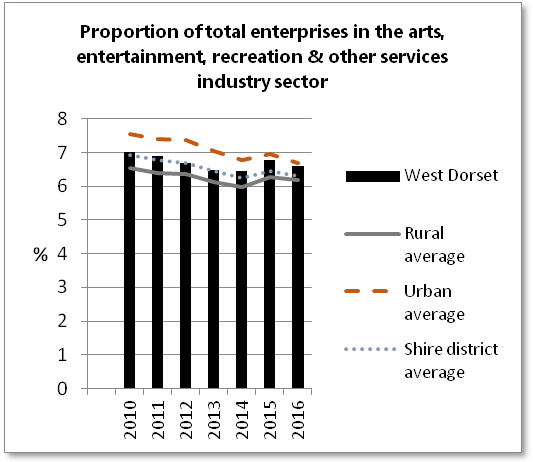 Proportion of total enterprises in the arts,
entertainment, recreation & other services
industry sector
8
7
6
5
4
3
2
1
0
%
2010
2011
2012
2013
2014
2015
2016
West Dorset
Rural
average
Urban
average
Shire district
average